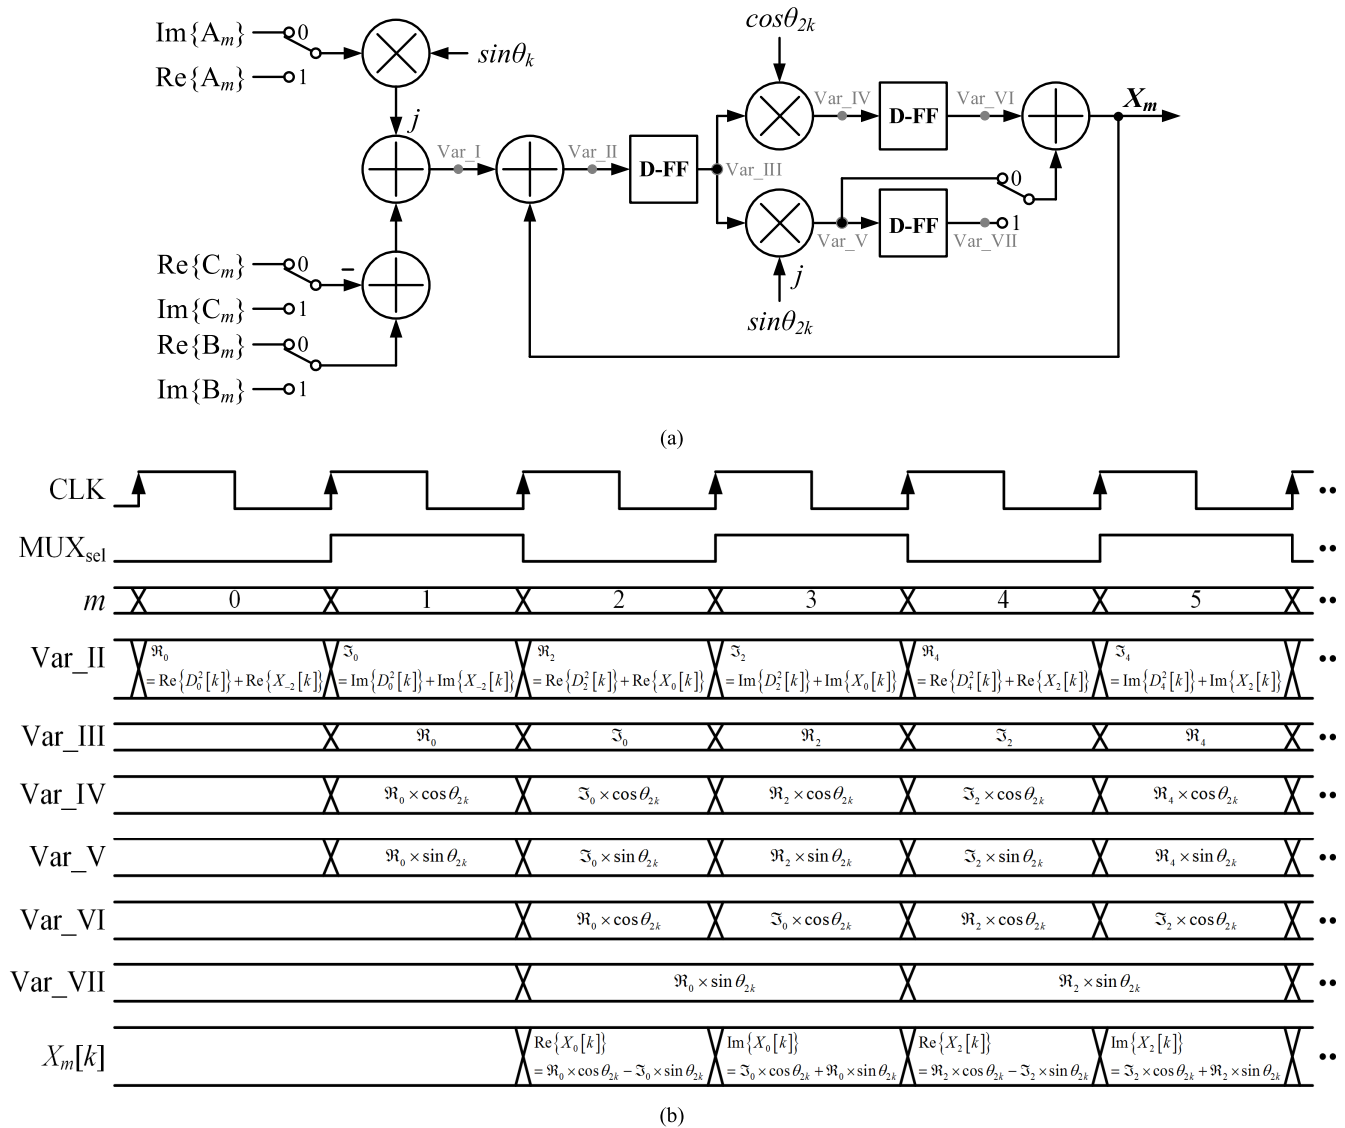 Im{Aₘ} 0
Re{Aₘ} 1
sinθₖ
j
Re{Cₘ} 0
Im{Cₘ} 1
–
Re{Bₘ} 0
Im{Bₘ} 1
Var_I
Var_II
D-FF
Var_III
cosθ₂ₖ
Var_IV
D-FF
Var_VI
Xₘ
Var_V
D-FF
Var_VII
0
1
j
sinθ₂ₖ
(a)
CLK ••
MUXsel ••
m 0 1 2 3 4 5 ••
Var_II ••
ℜ₀ ℑ₀ ℜ₂ ℑ₂ ℜ₄ ℑ₄
=Re{D₀²[k]}+Re{X₋₂[k]} =Im{D₀²[k]}+Im{X₋₂[k]} =Re{D₂²[k]}+Re{X₀[k]} =Im{D₂²[k]}+Im{X₀[k]} =Re{D₄²[k]}+Re{X₂[k]} =Im{D₄²[k]}+Im{X₂[k]}
Var_III ℜ₀ ℑ₀ ℜ₂ ℑ₂ ℜ₄ ••
Var_IV ℜ₀×cosθ₂ₖ ℑ₀×cosθ₂ₖ ℜ₂×cosθ₂ₖ ℑ₂×cosθ₂ₖ ℜ₄×cosθ₂ₖ ••
Var_V ℜ₀×sinθ₂ₖ ℑ₀×sinθ₂ₖ ℜ₂×sinθ₂ₖ ℑ₂×sinθ₂ₖ ℜ₄×sinθ₂ₖ ••
Var_VI ℜ₀×cosθ₂ₖ ℑ₀×cosθ₂ₖ ℜ₂×cosθ₂ₖ ℑ₂×cosθ₂ₖ ••
Var_VII ℜ₀×sinθ₂ₖ ℜ₂×sinθ₂ₖ ••
Xₘ[k] ••
Re{X₀[k]} Im{X₀[k]} Re{X₂[k]} Im{X₂[k]}
=ℜ₀×cosθ₂ₖ−ℑ₀×sinθ₂ₖ =ℑ₀×cosθ₂ₖ+ℜ₀×sinθ₂ₖ =ℜ₂×cosθ₂ₖ−ℑ₂×sinθ₂ₖ =ℑ₂×cosθ₂ₖ+ℜ₂×sinθ₂ₖ
(b)